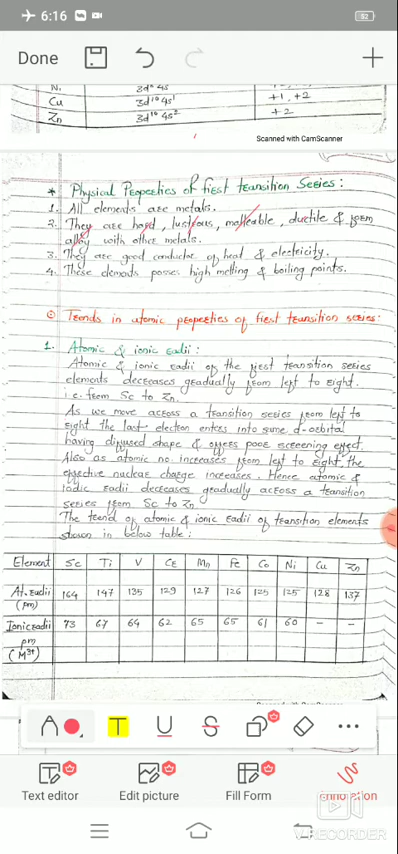 6:16
82
Done
Ni 3d⁸ 4s²
Cu 3d¹⁰ 4s¹ +1, +2
Zn 3d¹⁰ 4s² +2
Scanned with CamScanner
* Physical Properties of first transition Series :
1. All elements are metals.
2. They are hard, lustrous, malleable, ductile & form
alloy with other metals.
3. They are good conductor of heat & electricity.
4. These elements posses high melting & boiling points.
Trends in atomic properties of first transition series:
1. Atomic & ionic radii :
Atomic & ionic radii of the first transition series
elements decreases gradually from left to right.
i.e. from Sc to Zn.
As we move across a transition series from left to
right the last electron enters into same d-orbital
having diffused shape & offers poor screening effect.
Also as atomic no. increases from left to right the
effective nuclear charge increases. Hence atomic &
ionic radii decreases gradually across a transition
series from Sc to Zn.
The trend of atomic & ionic radii of transition elements
shown in below table :
Element Sc Ti V Cr Mn Fe Co Ni Cu Zn
At. radii 164 147 135 129 127 126 125 125 128 137
(pm)
Ionic radii 73 67 64 62 65 65 61 60 - -
pm
(M³⁺)
A T U S
Text editor
Edit picture
Fill Form
Annotation
V RECORDER